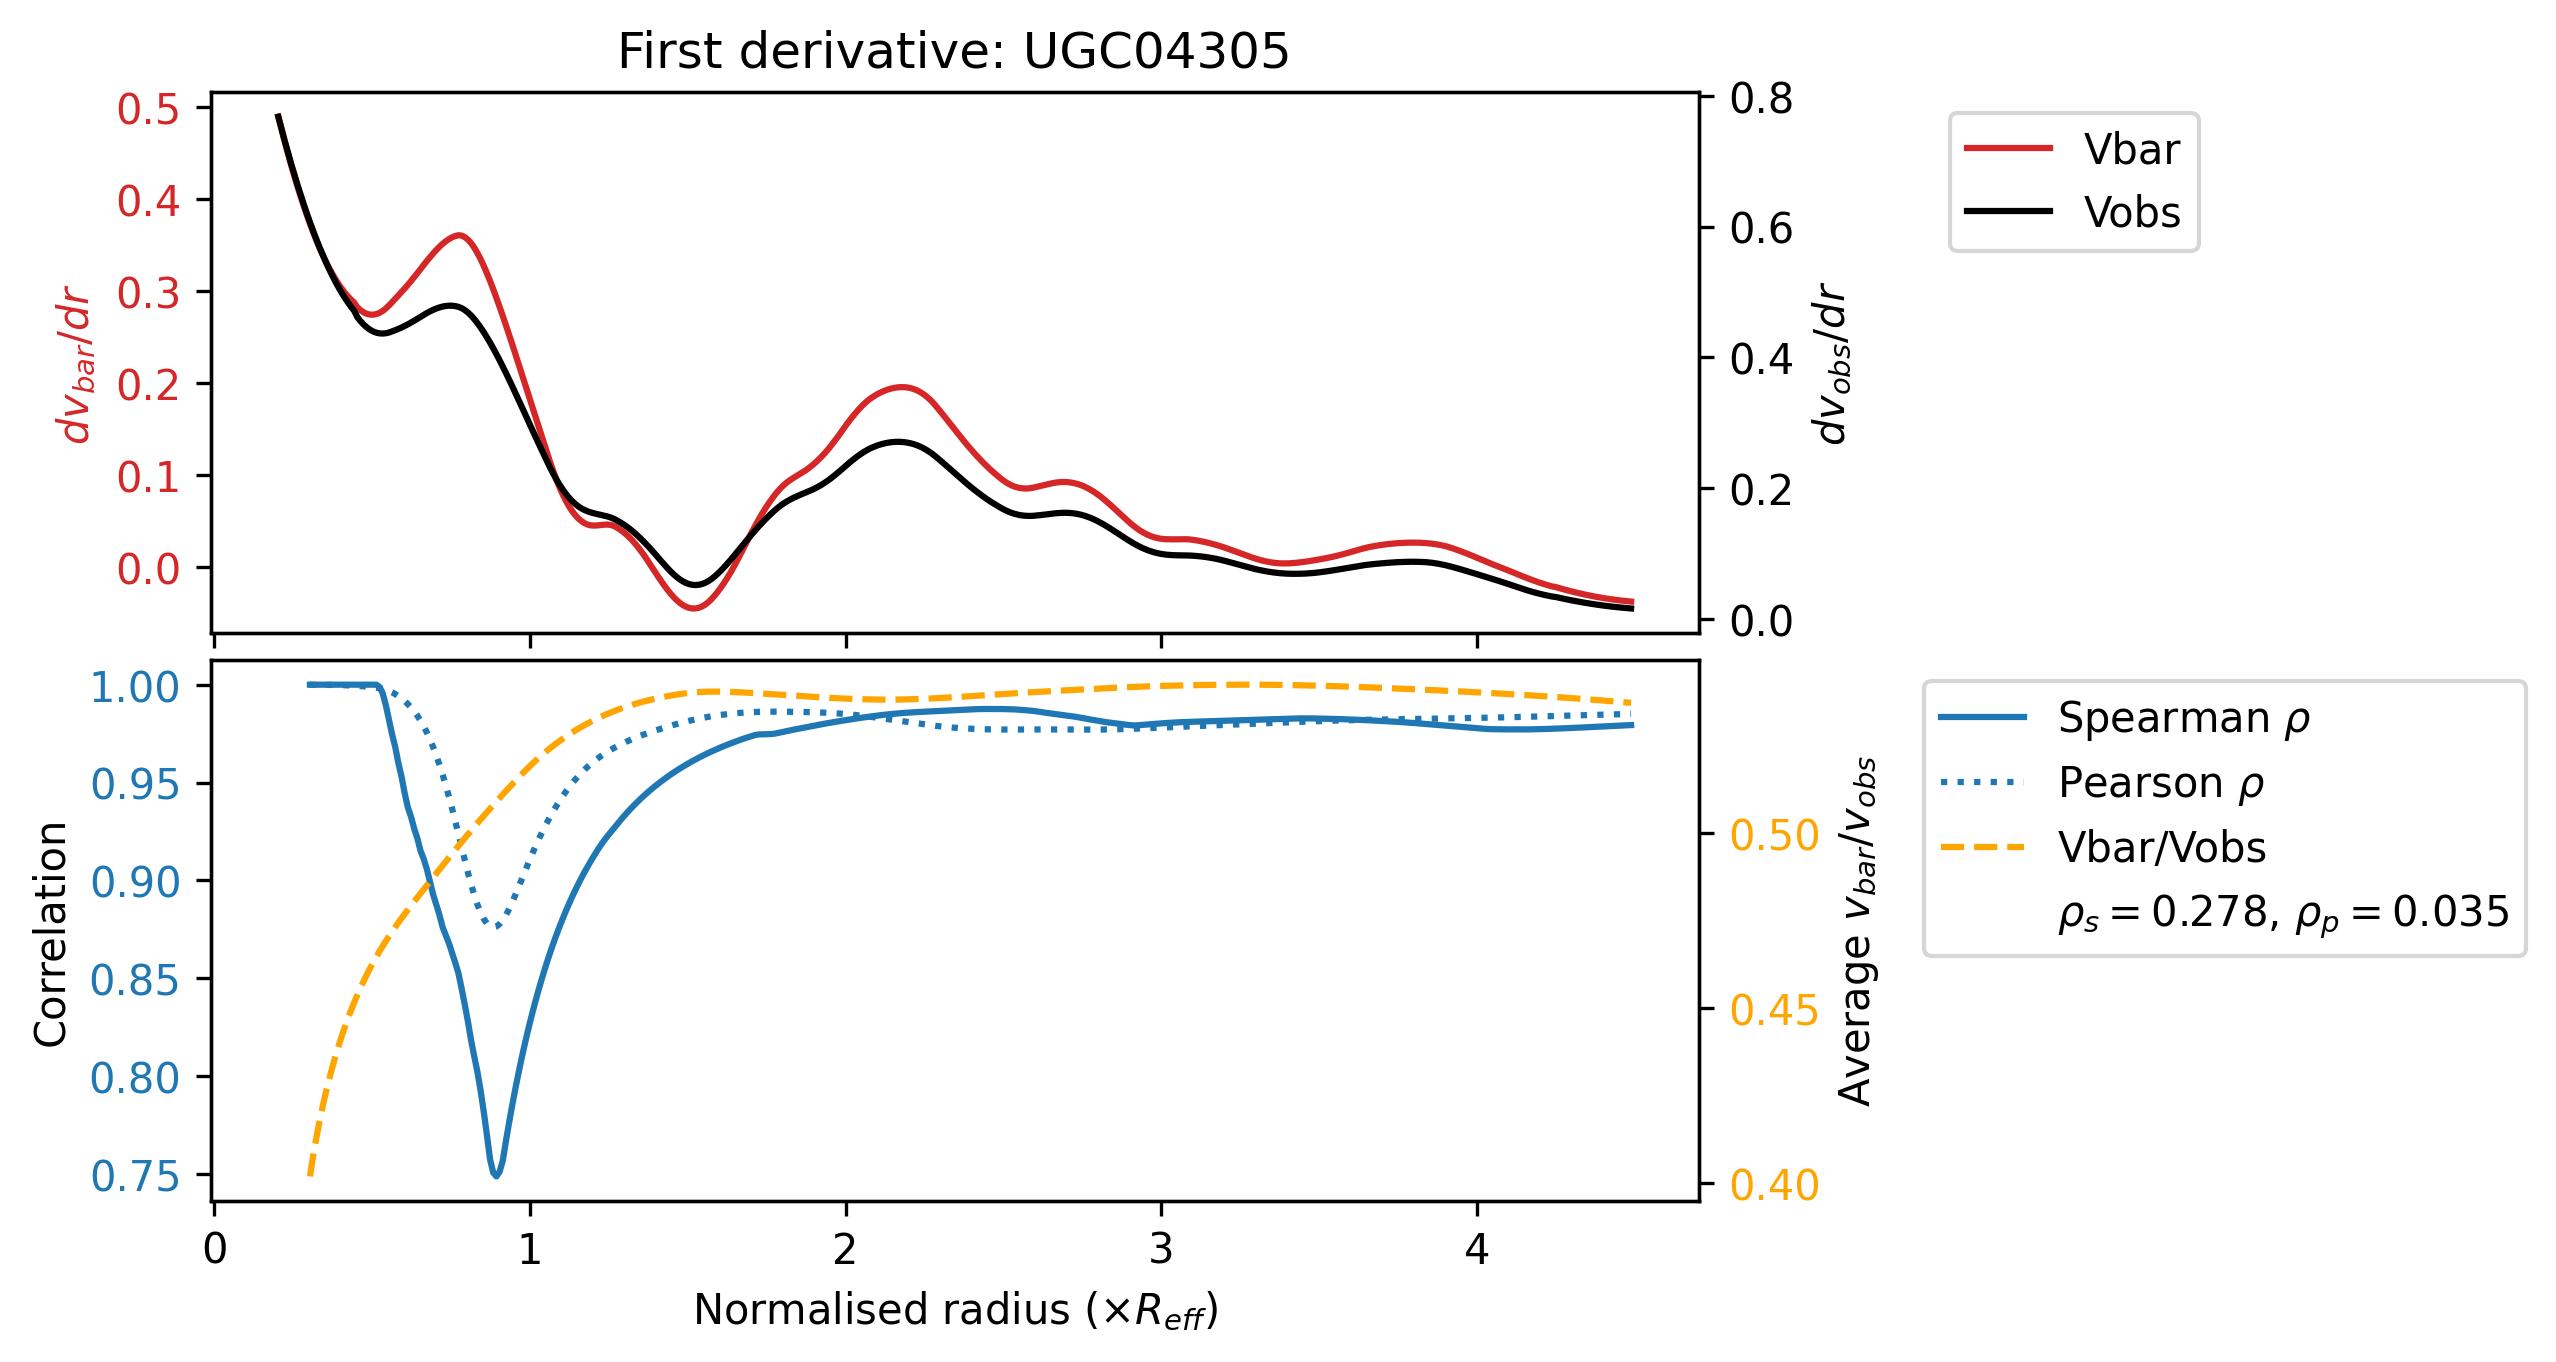 First derivative: UGC04305
0.5
0.4
0.3
0.2
0.1
0.0
dv_bar/dr
0.8
0.6
0.4
0.2
0.0
dv_obs/dr
Vbar
Vobs
1.00
0.95
0.90
0.85
0.80
0.75
Correlation
0.50
0.45
0.40
Average v_bar/v_obs
Spearman ρ
Pearson ρ
Vbar/Vobs
ρ_s = 0.278, ρ_p = 0.035
0 1 2 3 4
Normalised radius (×R_eff)